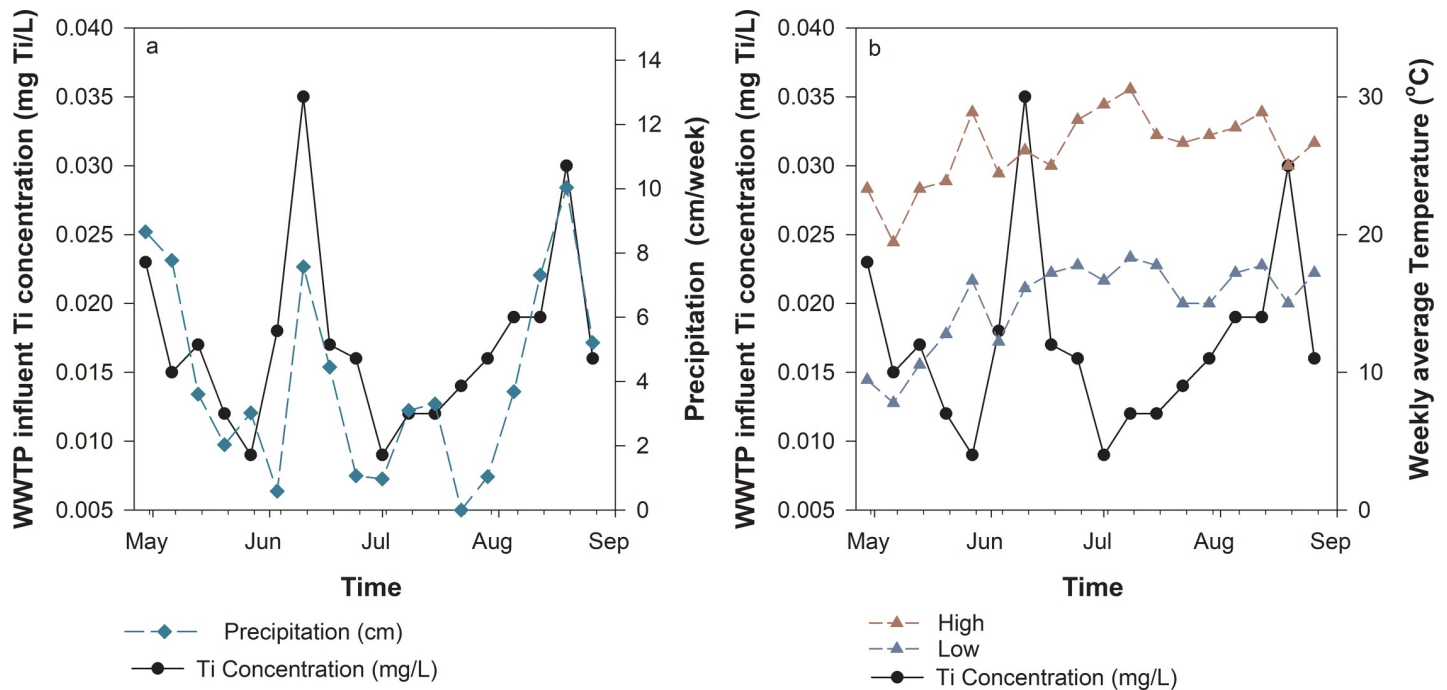 a
WWTP influent Ti concentration (mg Ti/L)
0.040
0.035
0.030
0.025
0.020
0.015
0.010
0.005
14
12
10
8
6
4
2
0
Precipitation (cm/week)
May Jun Jul Aug Sep
Time
Precipitation (cm)
Ti Concentration (mg/L)
b
WWTP influent Ti concentration (mg Ti/L)
0.040
0.035
0.030
0.025
0.020
0.015
0.010
0.005
30
20
10
0
Weekly average Temperature (°C)
May Jun Jul Aug Sep
Time
High
Low
Ti Concentration (mg/L)